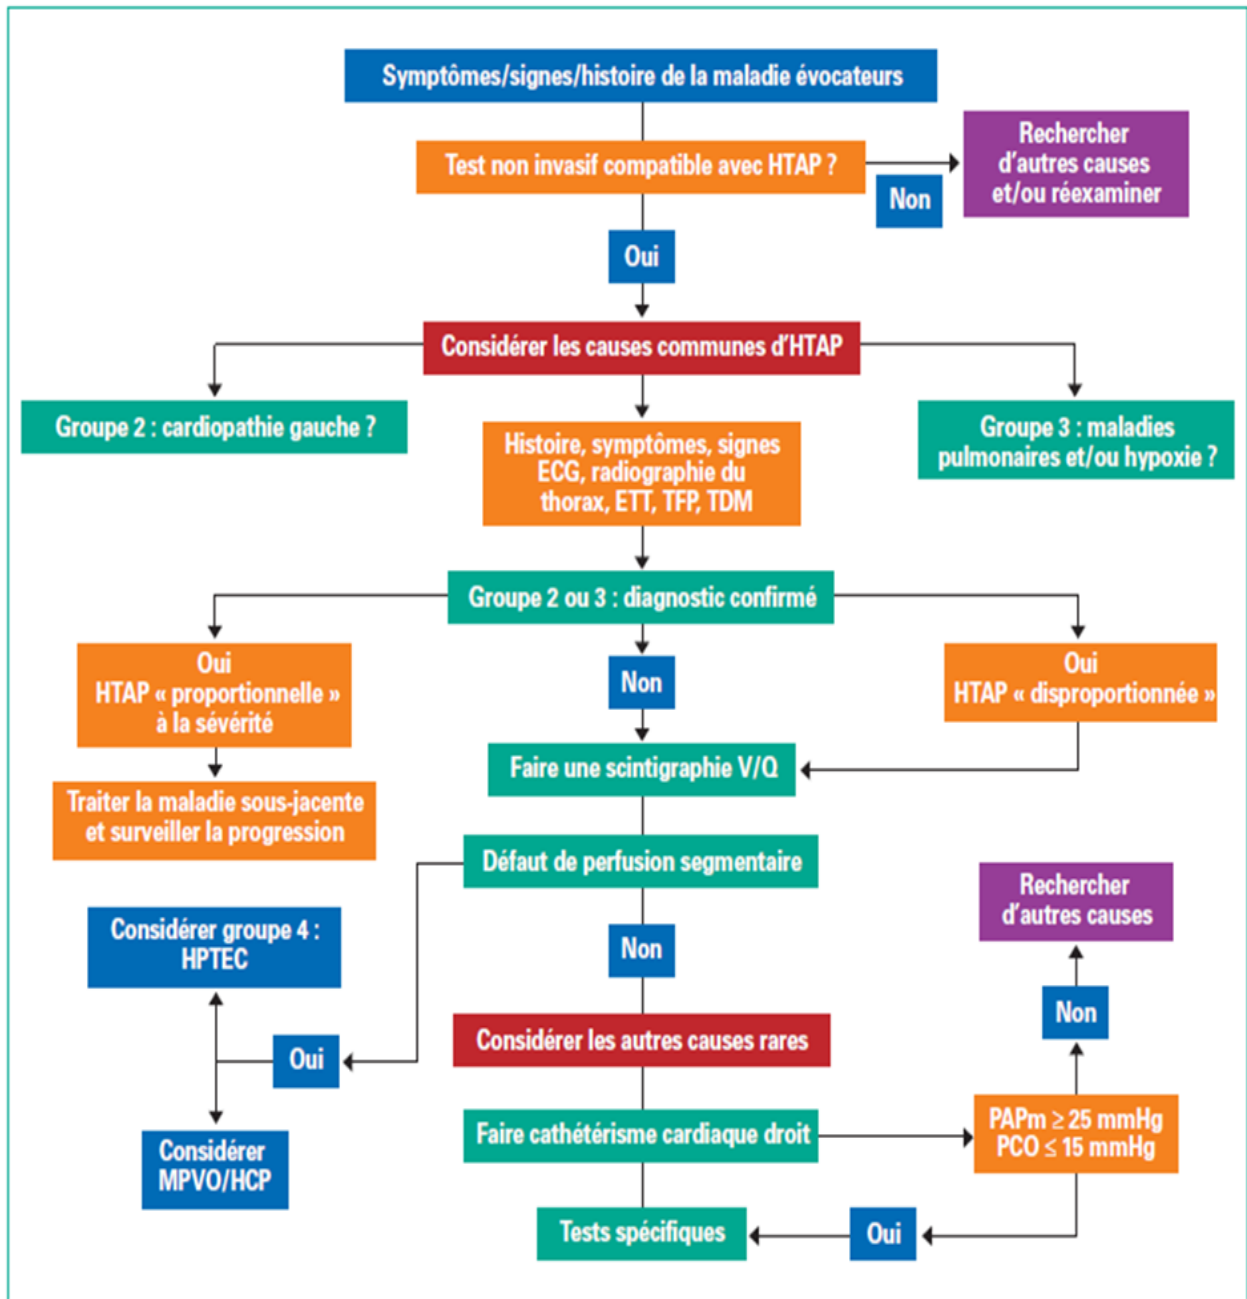 Symptômes/signes/histoire de la maladie évocateurs
Test non invasif compatible avec HTAP ?
Non
Rechercher
d’autres causes
et/ou réexaminer
Oui
Considérer les causes communes d’HTAP
Groupe 2 : cardiopathie gauche ?
Histoire, symptômes, signes
ECG, radiographie du
thorax, ETT, TFP, TDM
Groupe 3 : maladies
pulmonaires et/ou hypoxie ?
Groupe 2 ou 3 : diagnostic confirmé
Oui
HTAP « proportionnelle »
à la sévérité
Non
Oui
HTAP « disproportionnée »
Faire une scintigraphie V/Q
Traiter la maladie sous-jacente
et surveiller la progression
Défaut de perfusion segmentaire
Rechercher
d’autres causes
Considérer groupe 4 :
HPTEC
Non
Non
Considérer les autres causes rares
Oui
Faire cathétérisme cardiaque droit
PAPm ≥ 25 mmHg
PCO ≤ 15 mmHg
Considérer
MPVO/HCP
Tests spécifiques
Oui